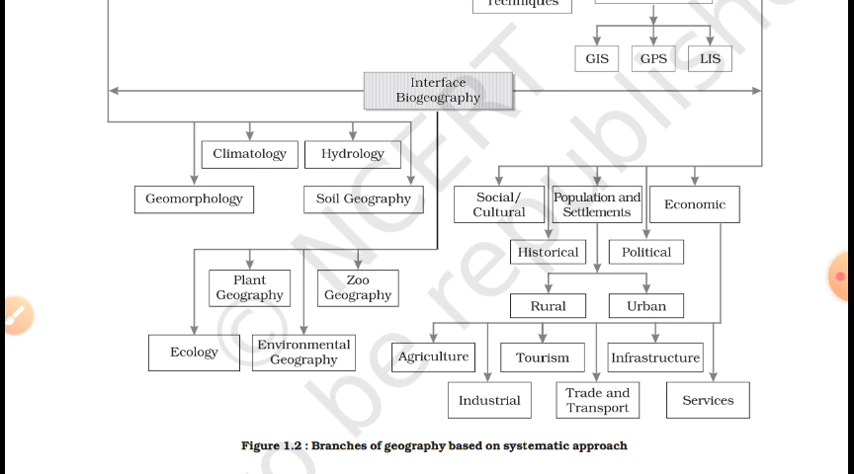 Techniques
GIS
GPS
LIS
Interface
Biogeography
Climatology
Hydrology
Geomorphology
Soil Geography
Social/
Cultural
Population and
Settlements
Economic
Historical
Political
Plant
Geography
Zoo
Geography
Rural
Urban
Ecology
Environmental
Geography
Agriculture
Tourism
Infrastructure
Industrial
Trade and
Transport
Services
Figure 1.2 : Branches of geography based on systematic approach
© NCERT
to be republished